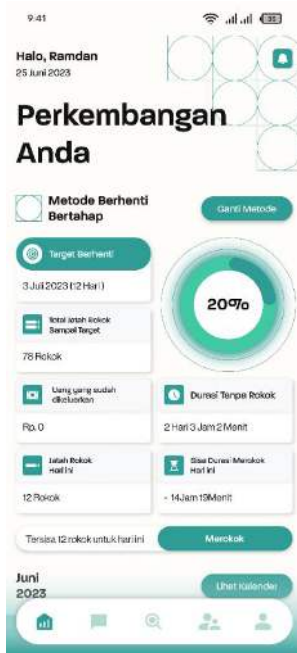 9:41
31
Halo, Ramdan
25 Juni 2023
Perkembangan
Anda
Metode Berhenti
Bertahap
Ganti Metode
Target Berhenti
3 Juli 2023 (12 Hari)
20%
Total Jatah Rokok
Sampai Target
78 Rokok
Uang yang sudah
dikeluarkan
Rp. 0
Durasi Tanpa Rokok
2 Hari 3 Jam 2 Menit
Jatah Rokok
Hari Ini
12 Rokok
Sisa Durasi Merokok
Hari Ini
- 14Jam 19Menit
Tersisa 12 rokok untuk hari ini
Merokok
Juni
2023
Lihat Kalender